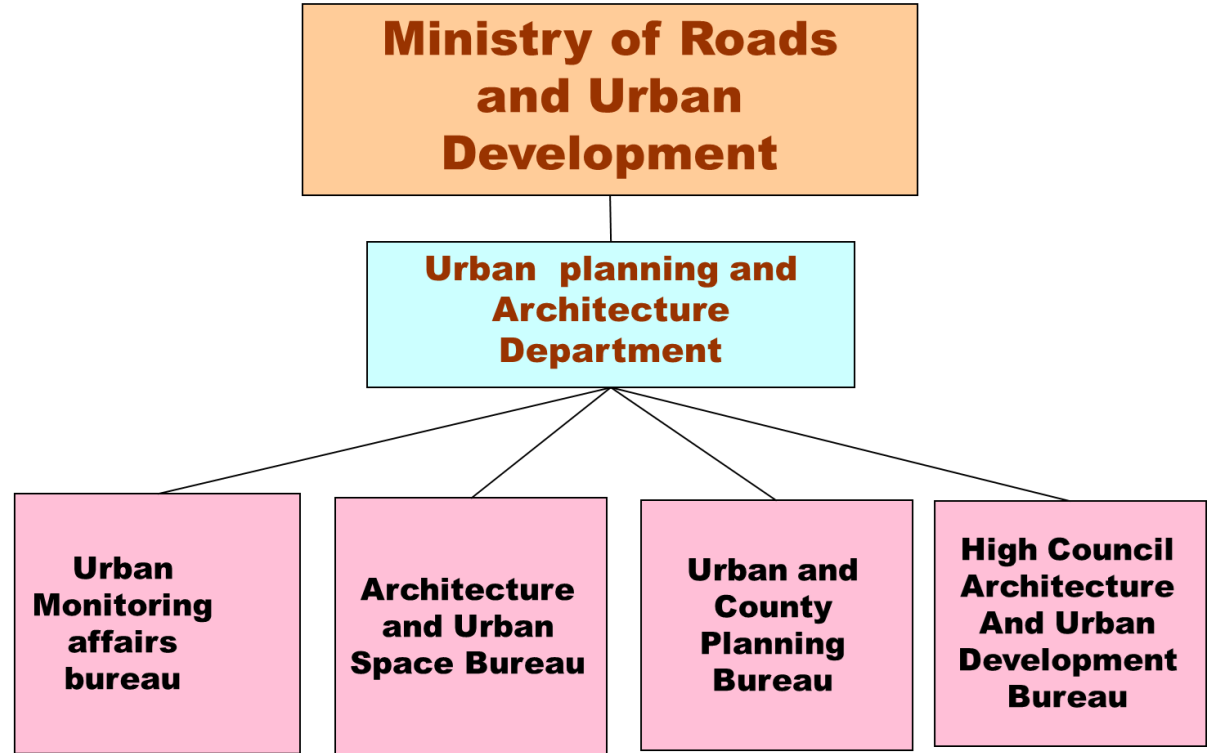 Ministry of Roads
and Urban
Development
Urban planning and
Architecture
Department
Urban
Monitoring
affairs
bureau
Architecture
and Urban
Space Bureau
Urban and
County
Planning
Bureau
High Council
Architecture
And Urban
Development
Bureau